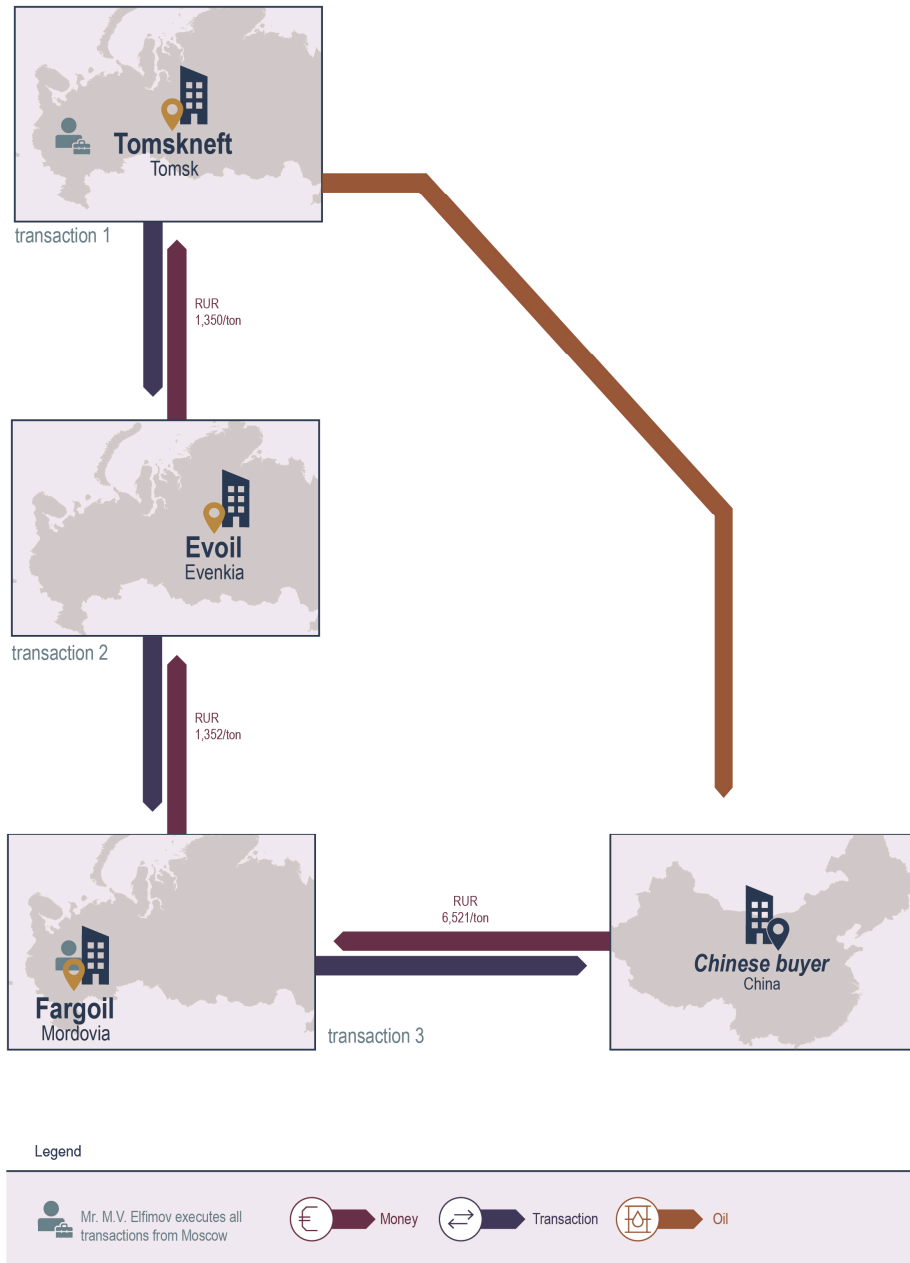 Tomskneft
Tomsk
transaction 1
RUR
1,350/ton
Evoil
Evenkia
transaction 2
RUR
1,352/ton
RUR
6,521/ton
Chinese buyer
China
Fargoil
Mordovia
transaction 3
Legend
Mr. M.V. Elfimov executes all
transactions from Moscow
Money
Transaction
Oil